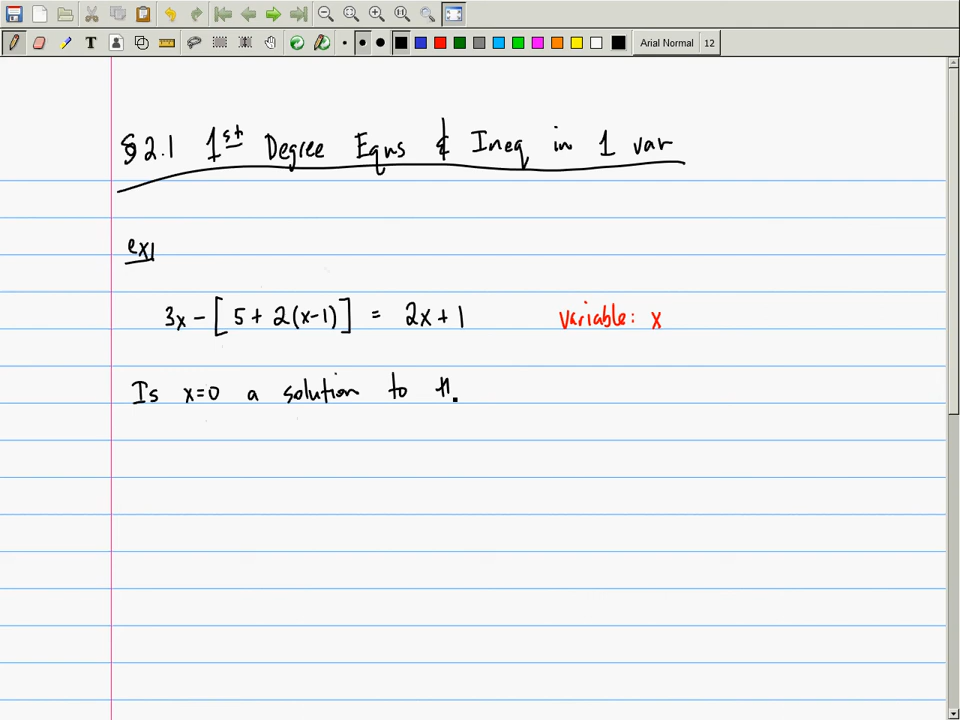 T
Arial Normal 12
§2.1 1st Degree Eqns & Ineq in 1 var
ex1
3x - [5 + 2(x-1)] = 2x + 1 variable: x
Is x=0 a solution to